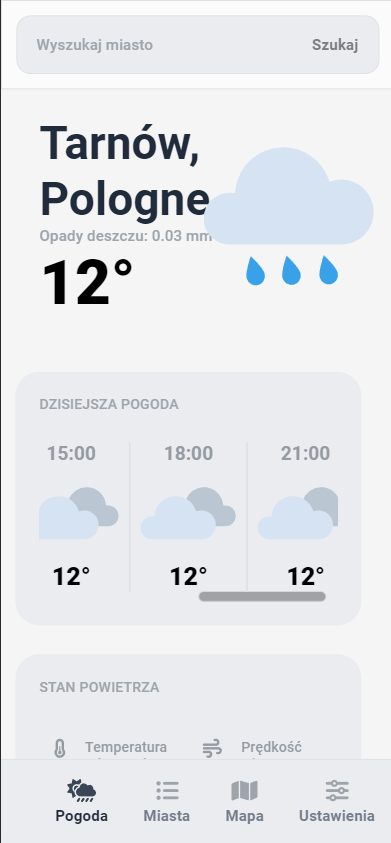 Wyszukaj miasto Szukaj
Tarnów,
Pologne
Opady deszczu: 0.03 mm
12°
DZISIEJSZA POGODA
15:00 18:00 21:00
12° 12° 12°
STAN POWIETRZA
Temperatura Prędkość
Pogoda Miasta Mapa Ustawienia